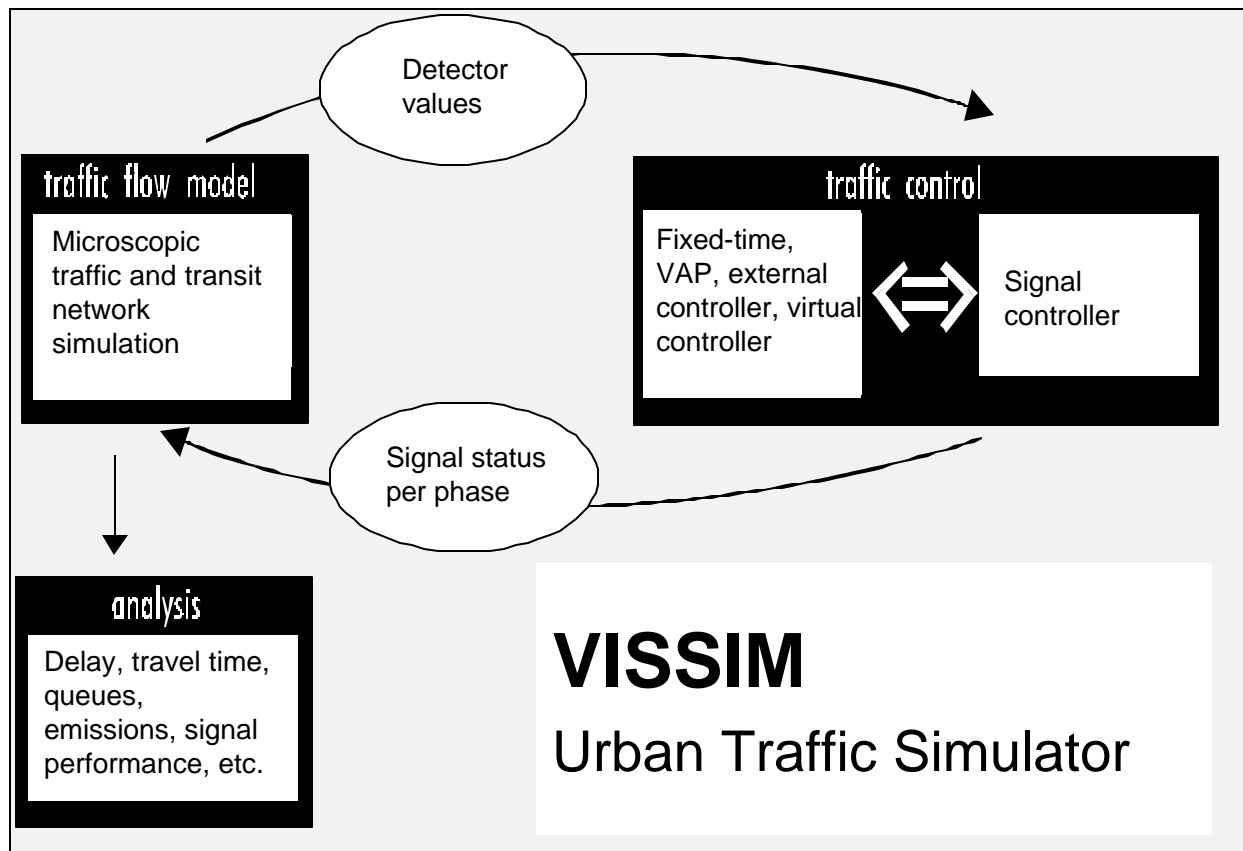 Detector
values
traffic flow model
Microscopic
traffic and transit
network
simulation
traffic control
Fixed-time,
VAP, external
controller, virtual
controller
Signal
controller
Signal status
per phase
analysis
Delay, travel time,
queues,
emissions, signal
performance, etc.
VISSIM
Urban Traffic Simulator